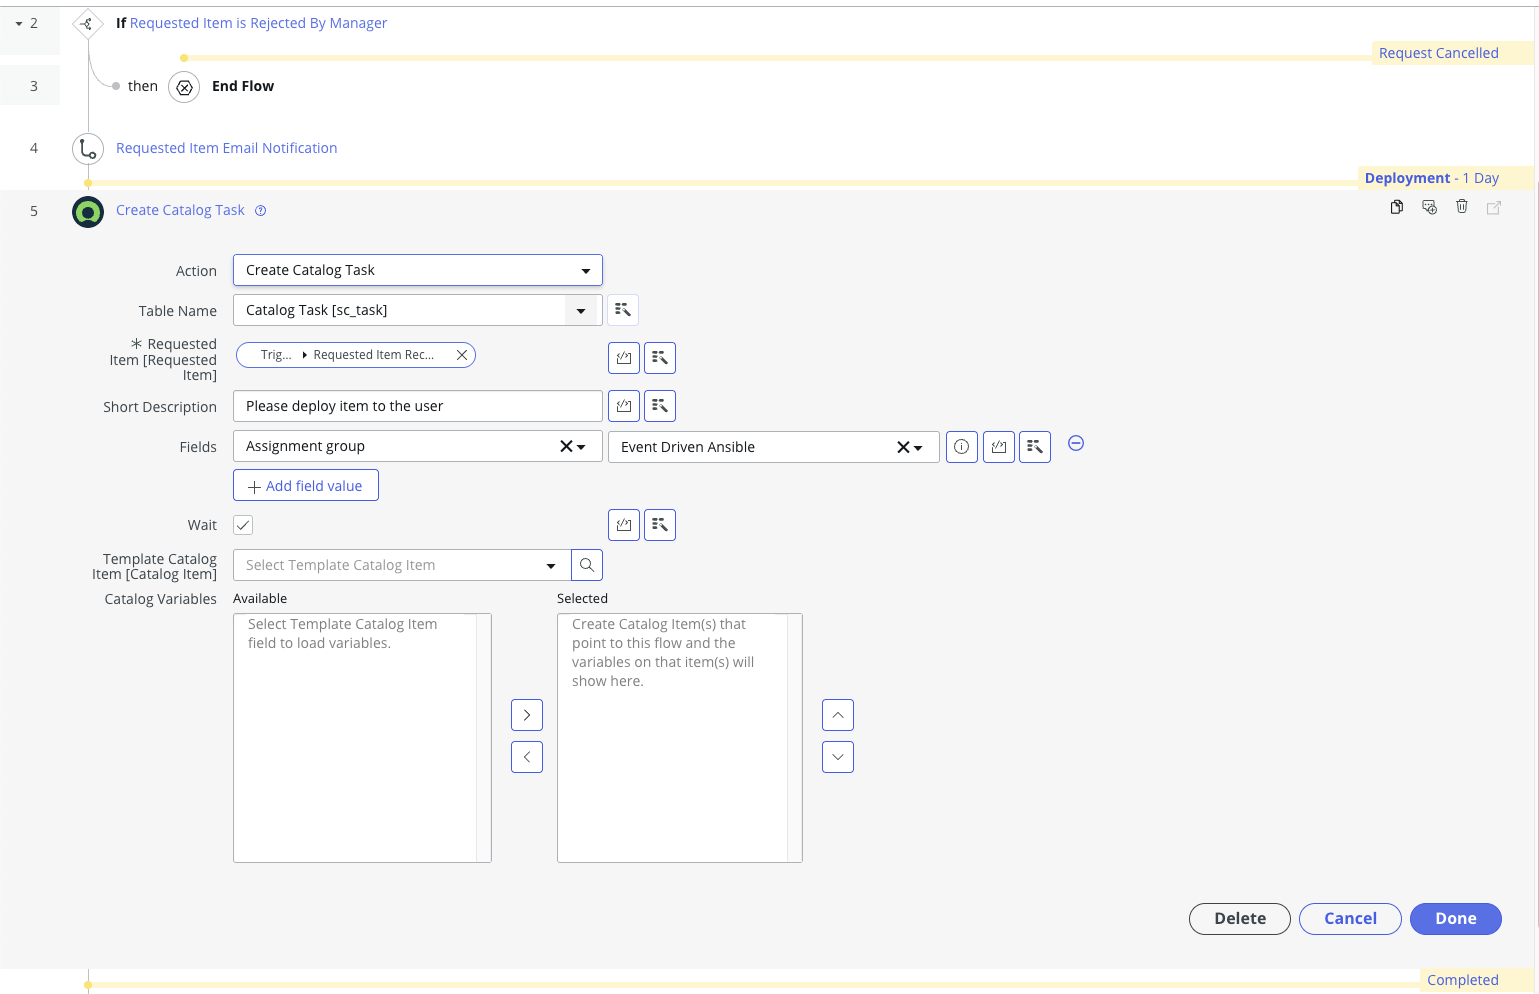 2
If Requested Item is Rejected By Manager
Request Cancelled
3
then
End Flow
4
Requested Item Email Notification
Deployment - 1 Day
5
Create Catalog Task
Action
Create Catalog Task
Table Name
Catalog Task [sc_task]
Requested
Item [Requested
Item]
Trig... Requested Item Rec...
Short Description
Please deploy item to the user
Fields
Assignment group
Event Driven Ansible
Add field value
Wait
Template Catalog
Item [Catalog Item]
Select Template Catalog Item
Catalog Variables
Available
Selected
Select Template Catalog Item
field to load variables.
Create Catalog Item(s) that
point to this flow and the
variables on that item(s) will
show here.
Delete
Cancel
Done
Completed